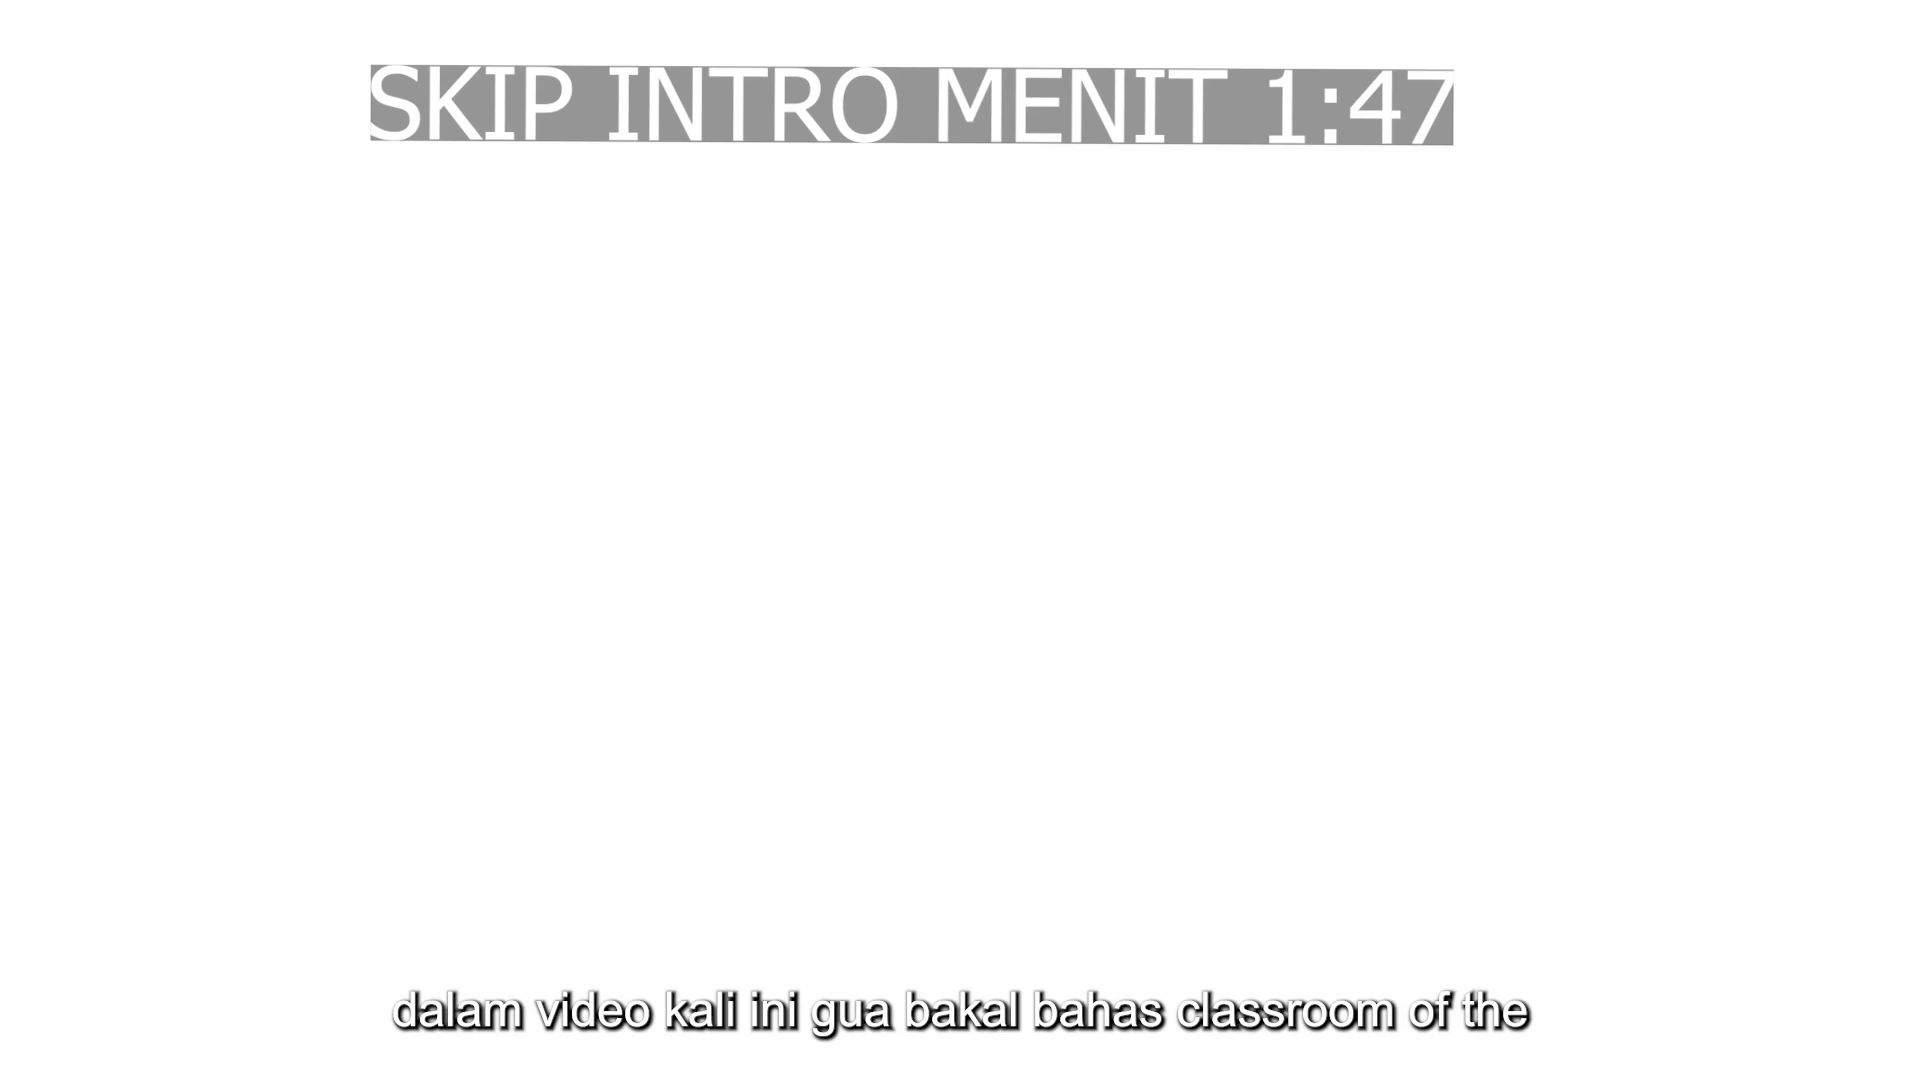 SKIP INTRO MENIT 1:47
dalam video kali ini gua bakal bahas classroom of the